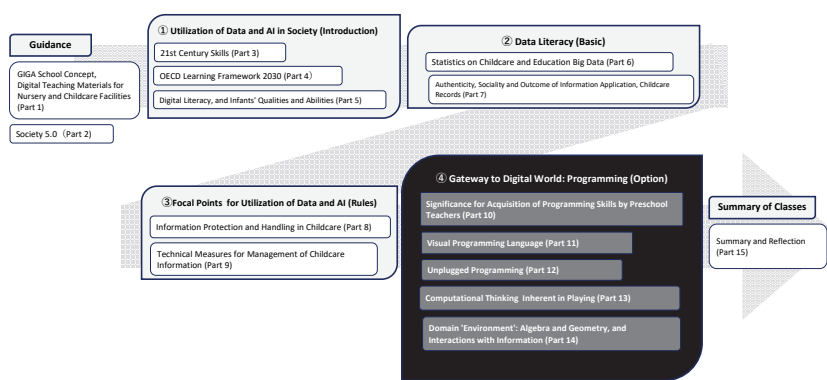 Guidance
GIGA School Concept,
Digital Teaching Materials for
Nursery and Childcare Facilities
(Part 1)
Society 5.0 （Part 2)
① Utilization of Data and AI in Society (Introduction)
21st Century Skills (Part 3)
OECD Learning Framework 2030 (Part 4）
Digital Literacy, and Infants' Qualities and Abilities (Part 5)
② Data Literacy (Basic)
Statistics on Childcare and Education Big Data (Part 6)
Authenticity, Sociality and Outcome of Information Application, Childcare
Records (Part 7)
③Focal Points for Utilization of Data and AI (Rules)
Information Protection and Handling in Childcare (Part 8)
Technical Measures for Management of Childcare
Information (Part 9)
④ Gateway to Digital World: Programming (Option)
Significance for Acquisition of Programming Skills by Preschool
Teachers (Part 10)
Visual Programming Language (Part 11)
Unplugged Programming (Part 12)
Computational Thinking Inherent in Playing (Part 13)
Domain 'Environment': Algebra and Geometry, and
Interactions with Information (Part 14)
Summary of Classes
Summary and Reflection
(Part 15)